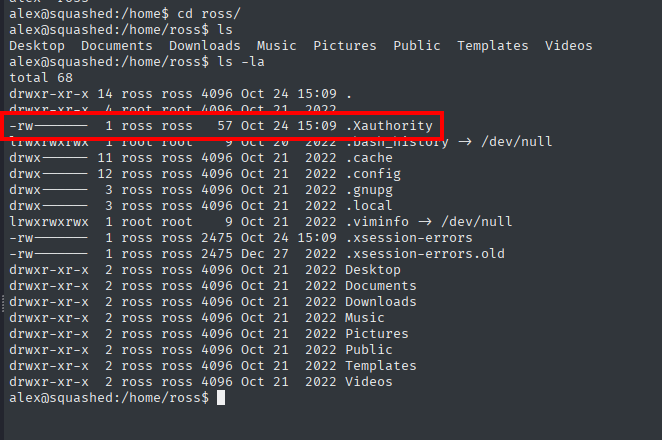 alex@squashed:/home$ cd ross/
alex@squashed:/home/ross$ ls
Desktop  Documents  Downloads  Music  Pictures  Public  Templates  Videos
alex@squashed:/home/ross$ ls -la
total 68
drwxr-xr-x 14 ross ross 4096 Oct 24 15:09 .
drwxr-xr-x  4 root root 4096 Oct 21  2022
-rw-------  1 ross ross   57 Oct 24 15:09 .Xauthority
lrwxrwxrwx  1 root root    9 Oct 20  2022 .bash_history -> /dev/null
drwx------ 11 ross ross 4096 Oct 21  2022 .cache
drwx------ 12 ross ross 4096 Oct 21  2022 .config
drwx------  3 ross ross 4096 Oct 21  2022 .gnupg
drwx------  3 ross ross 4096 Oct 21  2022 .local
lrwxrwxrwx  1 root root    9 Oct 21  2022 .viminfo -> /dev/null
-rw-------  1 ross ross 2475 Oct 24 15:09 .xsession-errors
-rw-------  1 ross ross 2475 Dec 27  2022 .xsession-errors.old
drwxr-xr-x  2 ross ross 4096 Oct 21  2022 Desktop
drwxr-xr-x  2 ross ross 4096 Oct 21  2022 Documents
drwxr-xr-x  2 ross ross 4096 Oct 21  2022 Downloads
drwxr-xr-x  2 ross ross 4096 Oct 21  2022 Music
drwxr-xr-x  2 ross ross 4096 Oct 21  2022 Pictures
drwxr-xr-x  2 ross ross 4096 Oct 21  2022 Public
drwxr-xr-x  2 ross ross 4096 Oct 21  2022 Templates
drwxr-xr-x  2 ross ross 4096 Oct 21  2022 Videos
alex@squashed:/home/ross$